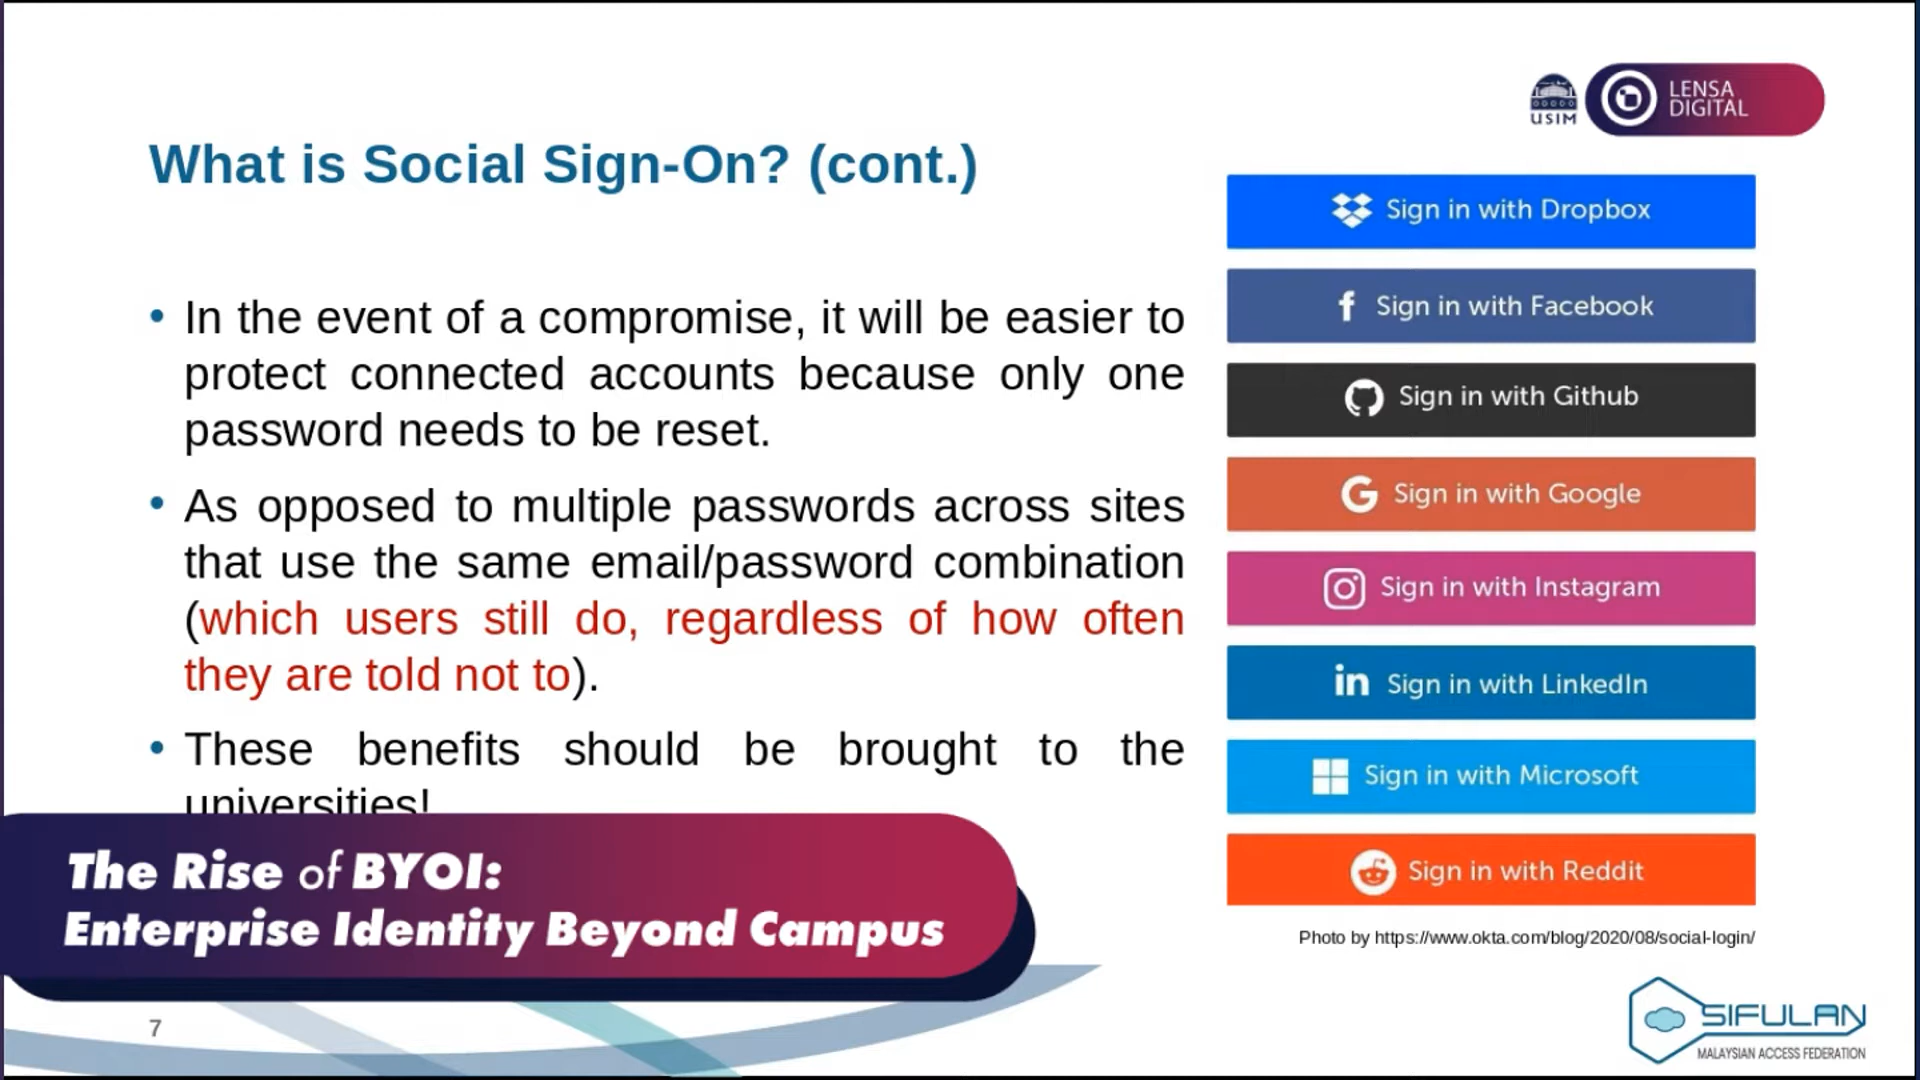 USIM
LENSA
DIGITAL
What is Social Sign-On? (cont.)
• In the event of a compromise, it will be easier to
protect connected accounts because only one
password needs to be reset.
• As opposed to multiple passwords across sites
that use the same email/password combination
(which users still do, regardless of how often
they are told not to).
• These benefits should be brought to the
universities!
Sign in with Dropbox
Sign in with Facebook
Sign in with Github
Sign in with Google
Sign in with Instagram
Sign in with LinkedIn
Sign in with Microsoft
Sign in with Reddit
Photo by https://www.okta.com/blog/2020/08/social-login/
The Rise of BYOI:
Enterprise Identity Beyond Campus
7
SIFULAN
MALAYSIAN ACCESS FEDERATION